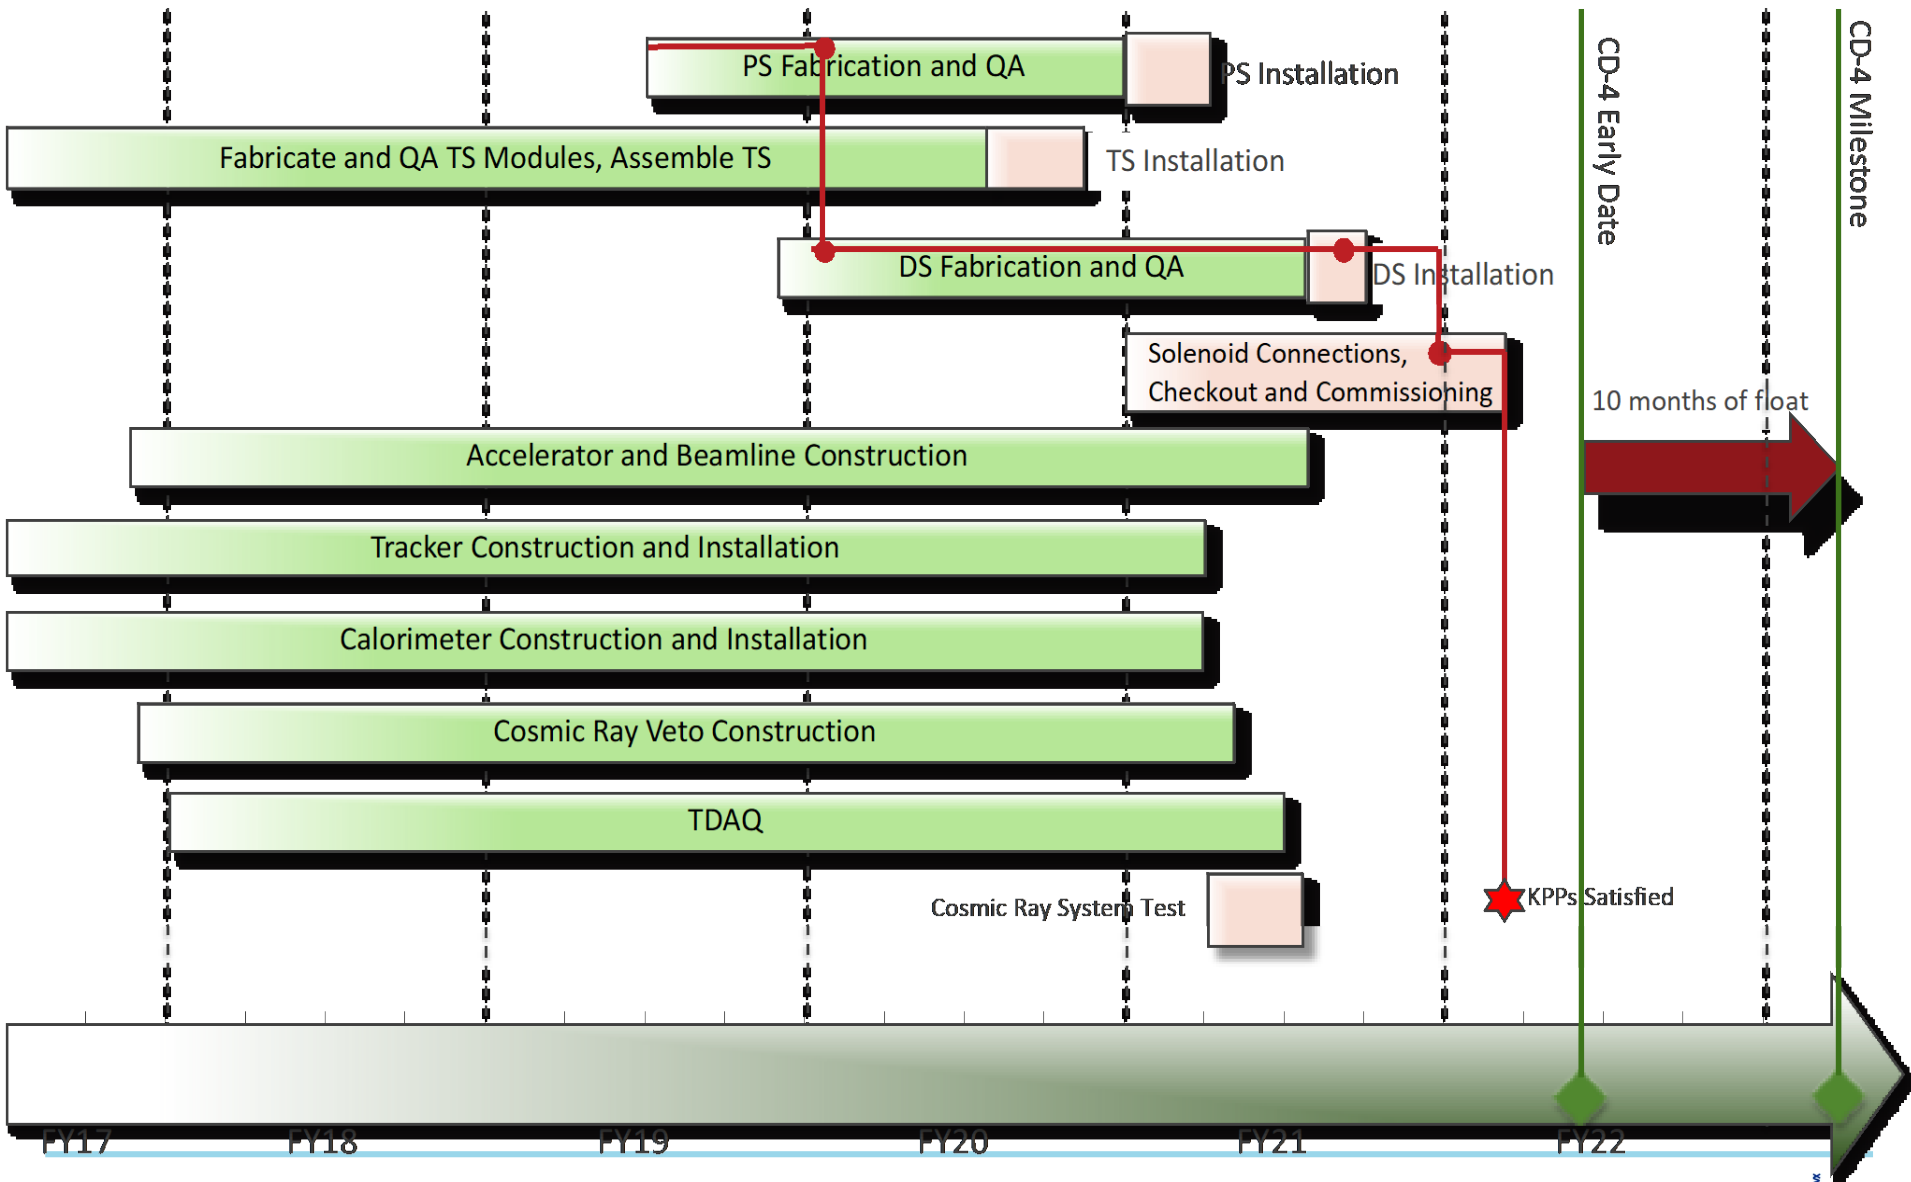 PS Fabrication and QA
PS Installation
Fabricate and QA TS Modules, Assemble TS
TS Installation
DS Fabrication and QA
DS Installation
Solenoid Connections,
Checkout and Commissioning
CD-4 Early Date
CD-4 Milestone
10 months of float
Accelerator and Beamline Construction
Tracker Construction and Installation
Calorimeter Construction and Installation
Cosmic Ray Veto Construction
TDAQ
Cosmic Ray System Test
KPPs Satisfied
FY17 FY18 FY19 FY20 FY21 FY22